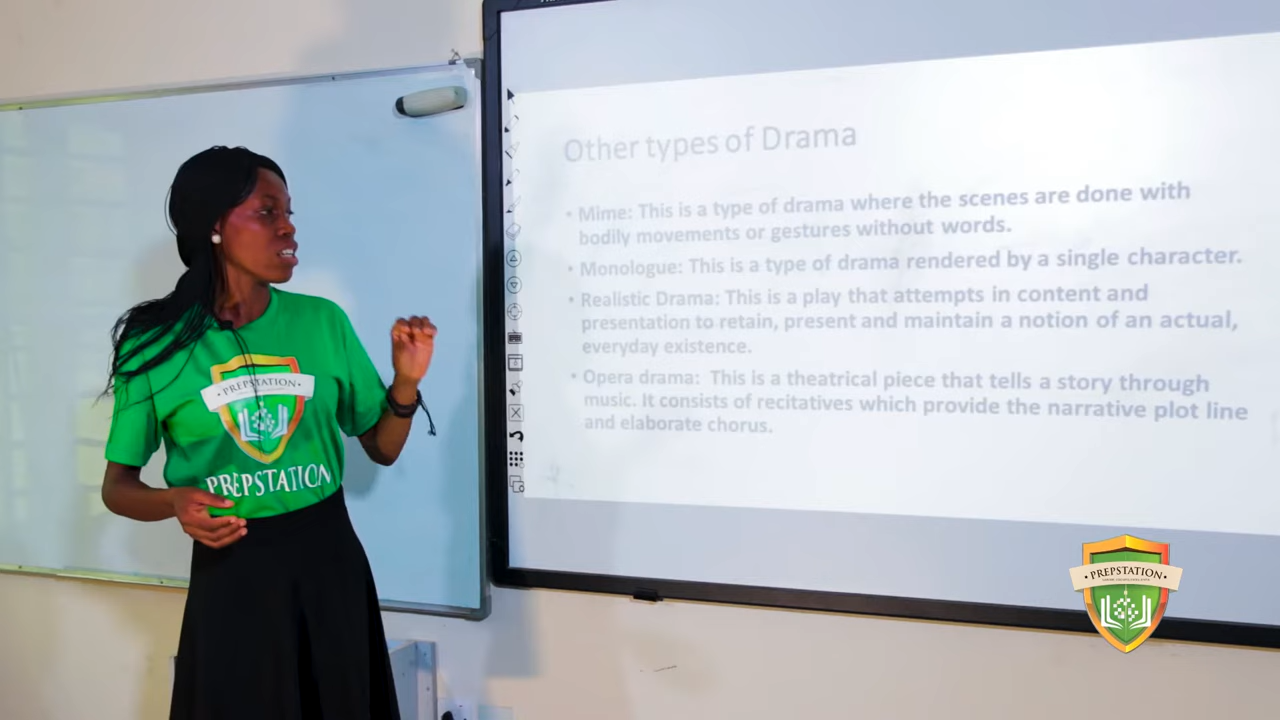 Other types of Drama
• Mime: This is a type of drama where the scenes are done with
bodily movements or gestures without words.
• Monologue: This is a type of drama rendered by a single character.
• Realistic Drama: This is a play that attempts in content and
presentation to retain, present and maintain a notion of an actual,
everyday existence.
• Opera drama: This is a theatrical piece that tells a story through
music. It consists of recitatives which provide the narrative plot line
and elaborate chorus.
• PREPSTATION •
PREPSTATION
• PREPSTATION •